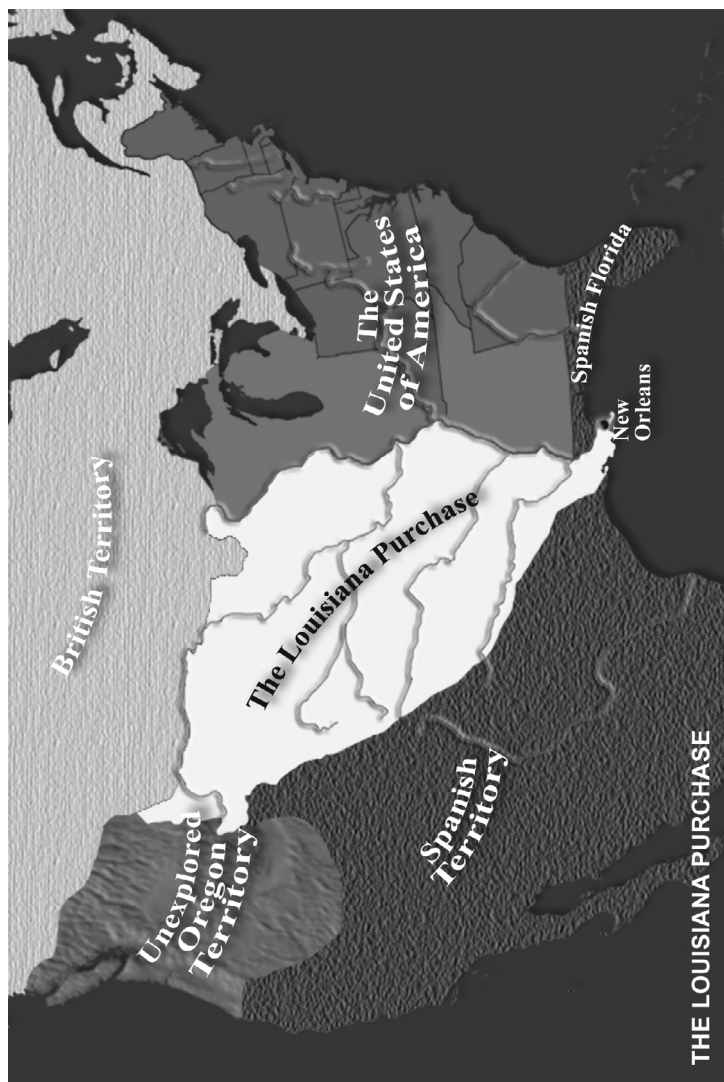 British Territory
The
United States
of America
Spanish Florida
New
Orleans
The Louisiana Purchase
Unexplored
Oregon
Territory
Spanish
Territory
THE LOUISIANA PURCHASE